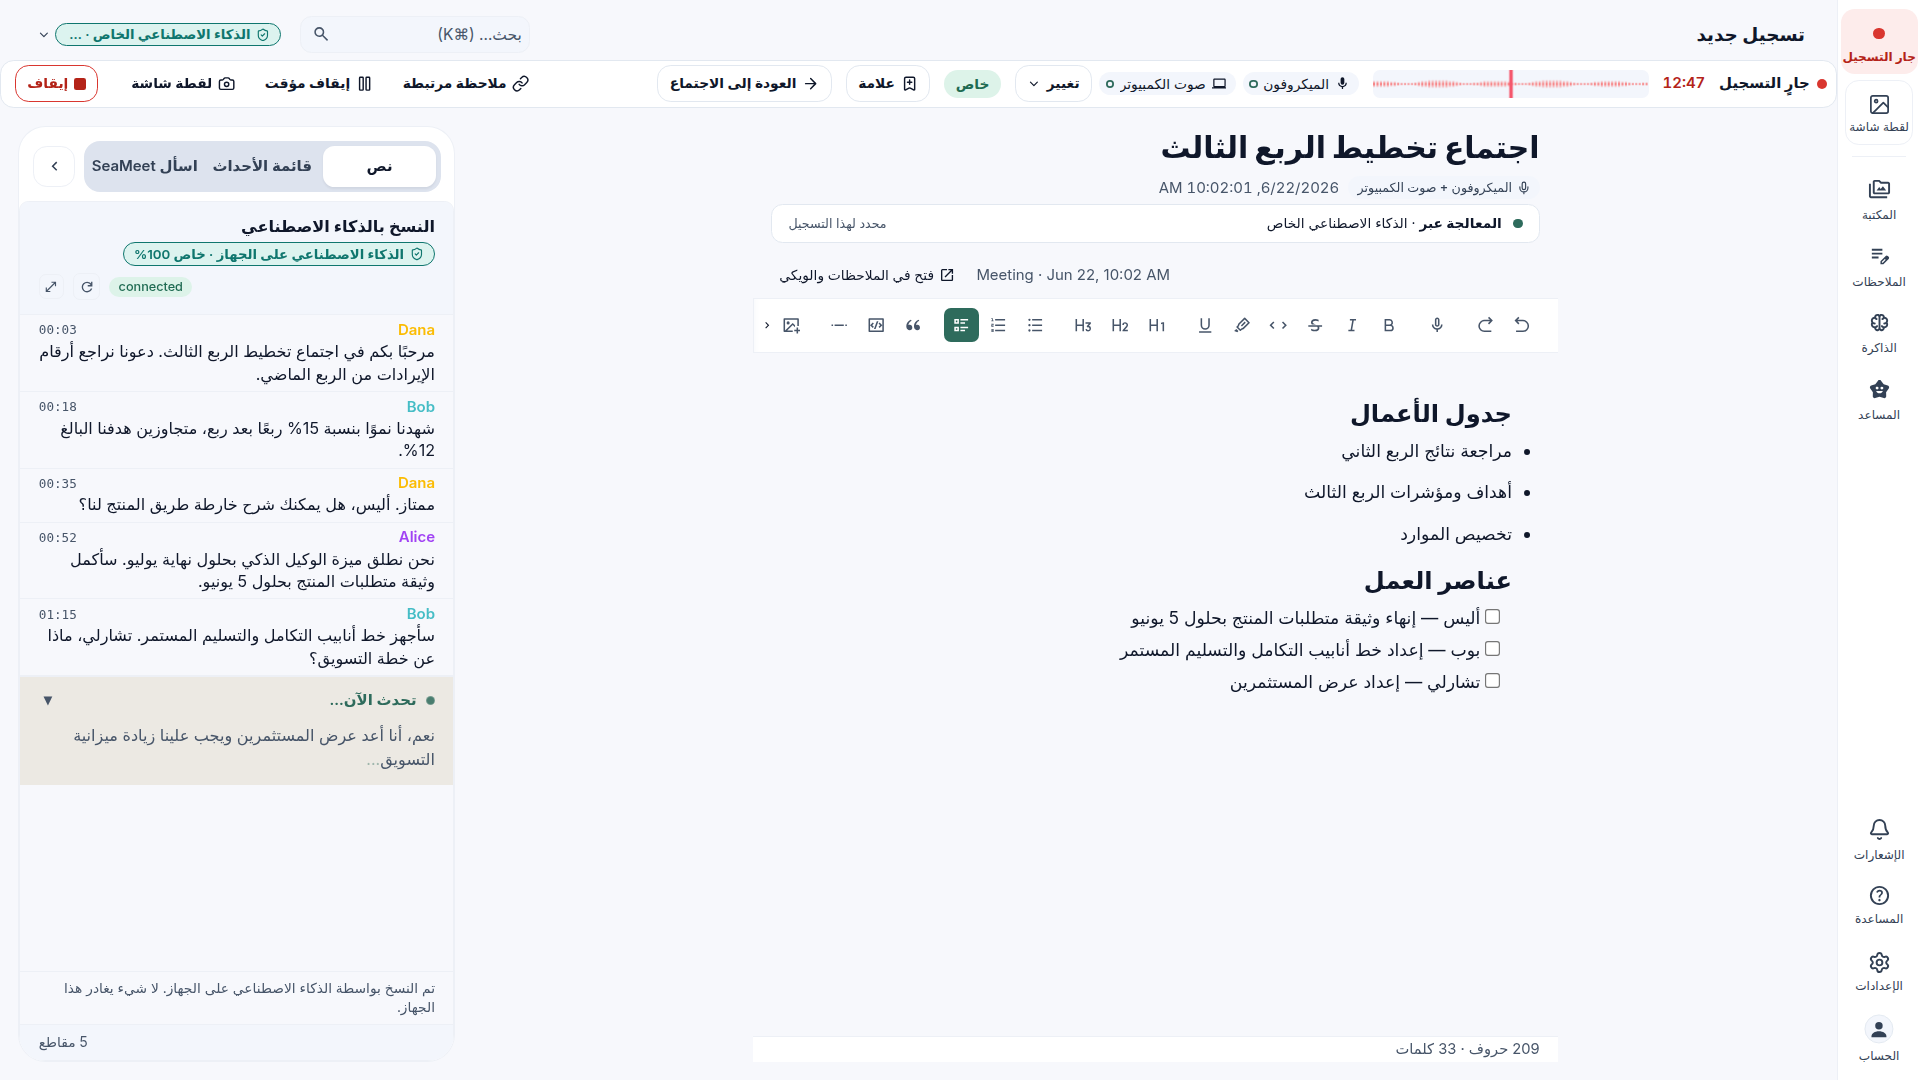 تسجيل جديد
بحث... (⌘K)
الذكاء الاصطناعي الخاص · ...
جارٍ التسجيل
12:47
الميكروفون
صوت الكمبيوتر
تغيير
خاص
علامة
العودة إلى الاجتماع
ملاحظة مرتبطة
إيقاف مؤقت
لقطة شاشة
إيقاف
جار التسجيل
لقطة شاشة
المكتبة
الملاحظات
الذاكرة
المساعد
الإشعارات
المساعدة
الإعدادات
الحساب
اجتماع تخطيط الربع الثالث
الميكروفون + صوت الكمبيوتر
6/22/2026, 10:02:01 AM
المعالجة عبر · الذكاء الاصطناعي الخاص
محدد لهذا التسجيل
Meeting · Jun 22, 10:02 AM
فتح في الملاحظات والويكي
H1 H2 H3
جدول الأعمال
• مراجعة نتائج الربع الثاني
• أهداف ومؤشرات الربع الثالث
• تخصيص الموارد
عناصر العمل
أليس — إنهاء وثيقة متطلبات المنتج بحلول 5 يونيو
بوب — إعداد خط أنابيب التكامل والتسليم المستمر
تشارلي — إعداد عرض المستثمرين
209 حروف · 33 كلمات
نص
قائمة الأحداث
اسأل SeaMeet
النسخ بالذكاء الاصطناعي
الذكاء الاصطناعي على الجهاز · خاص 100%
connected
Dana
00:03
مرحبًا بكم في اجتماع تخطيط الربع الثالث. دعونا نراجع أرقام
الإيرادات من الربع الماضي.
Bob
00:18
شهدنا نموًا بنسبة 15% ربعًا بعد ربع، متجاوزين هدفنا البالغ
12%.
Dana
00:35
ممتاز. أليس، هل يمكنك شرح خارطة طريق المنتج لنا؟
Alice
00:52
نحن نطلق ميزة الوكيل الذكي بحلول نهاية يوليو. سأكمل
وثيقة متطلبات المنتج بحلول 5 يونيو.
Bob
01:15
سأجهز خط أنابيب التكامل والتسليم المستمر. تشارلي، ماذا
عن خطة التسويق؟
تحدث الآن...
نعم، أنا أعد عرض المستثمرين ويجب علينا زيادة ميزانية
التسويق...
تم النسخ بواسطة الذكاء الاصطناعي على الجهاز. لا شيء يغادر هذا
الجهاز.
5 مقاطع